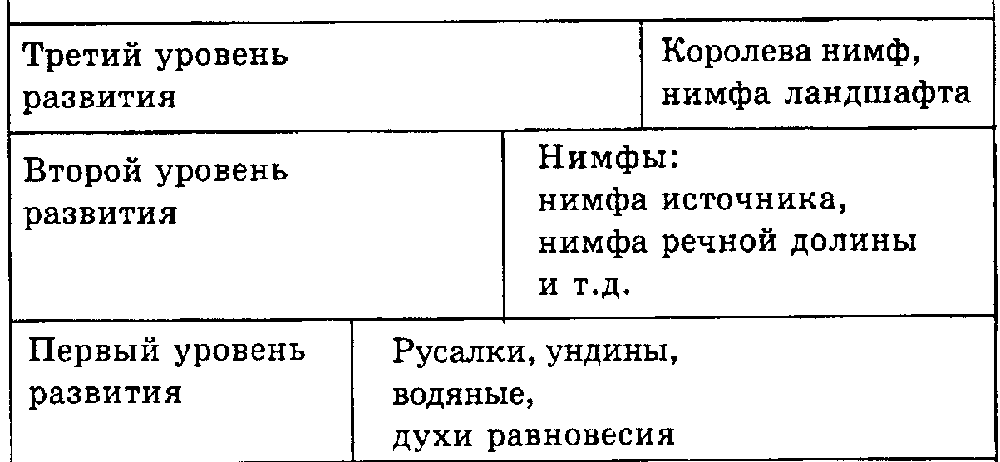 Третий уровень
развития
Королева нимф,
нимфа ландшафта
Второй уровень
развития
Нимфы:
нимфа источника,
нимфа речной долины
и т.д.
Первый уровень
развития
Русалки, ундины,
водяные,
духи равновесия